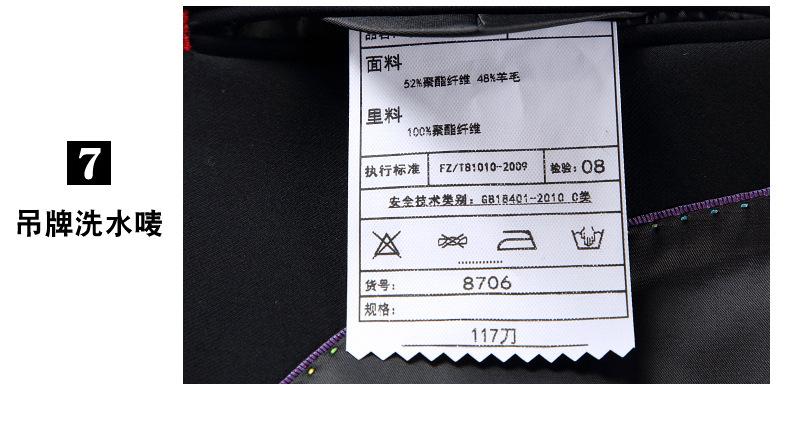 7
吊牌洗水唛
面料
52%聚酯纤维 48%羊毛
里料
100%聚酯纤维
执行标准 FZ/T81010-2009 检验: 08
安全技术类别: GB18401-2010 C类
货号: 8706
规格:
117刀